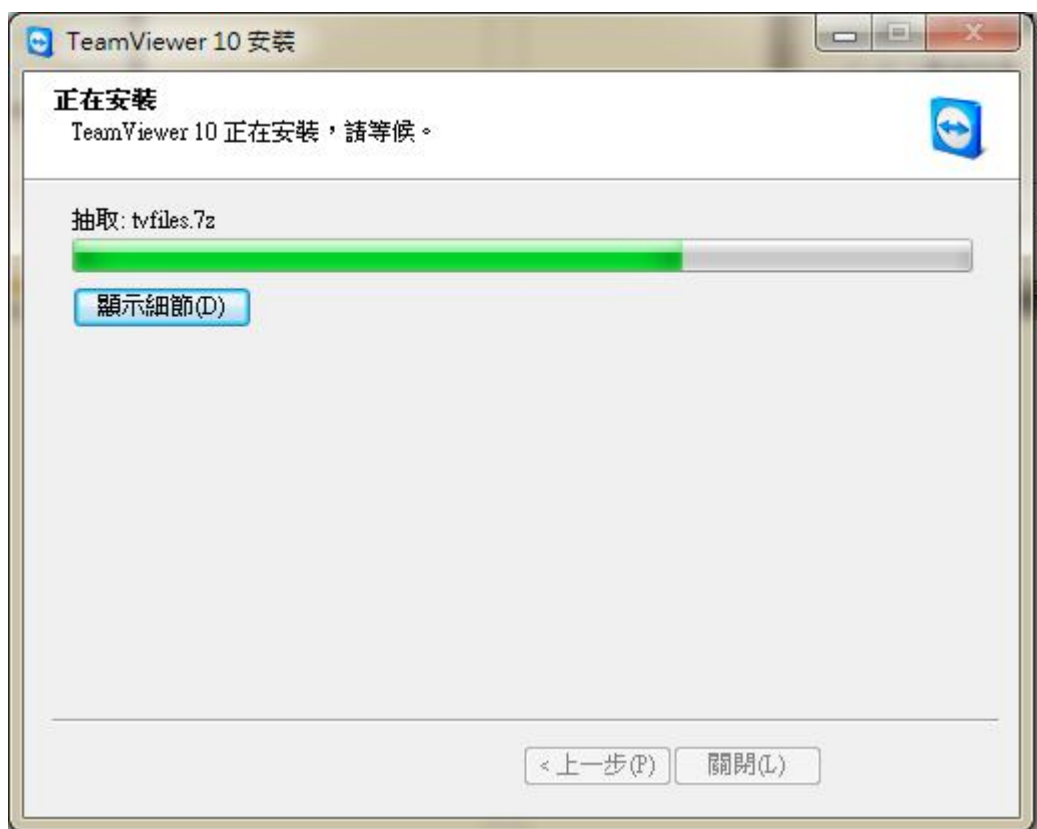 TeamViewer 10 安裝
正在安裝
TeamViewer 10 正在安裝，請等候。
抽取: tvfiles.7z
顯示細節(D)
< 上一步(P)
關閉(L)